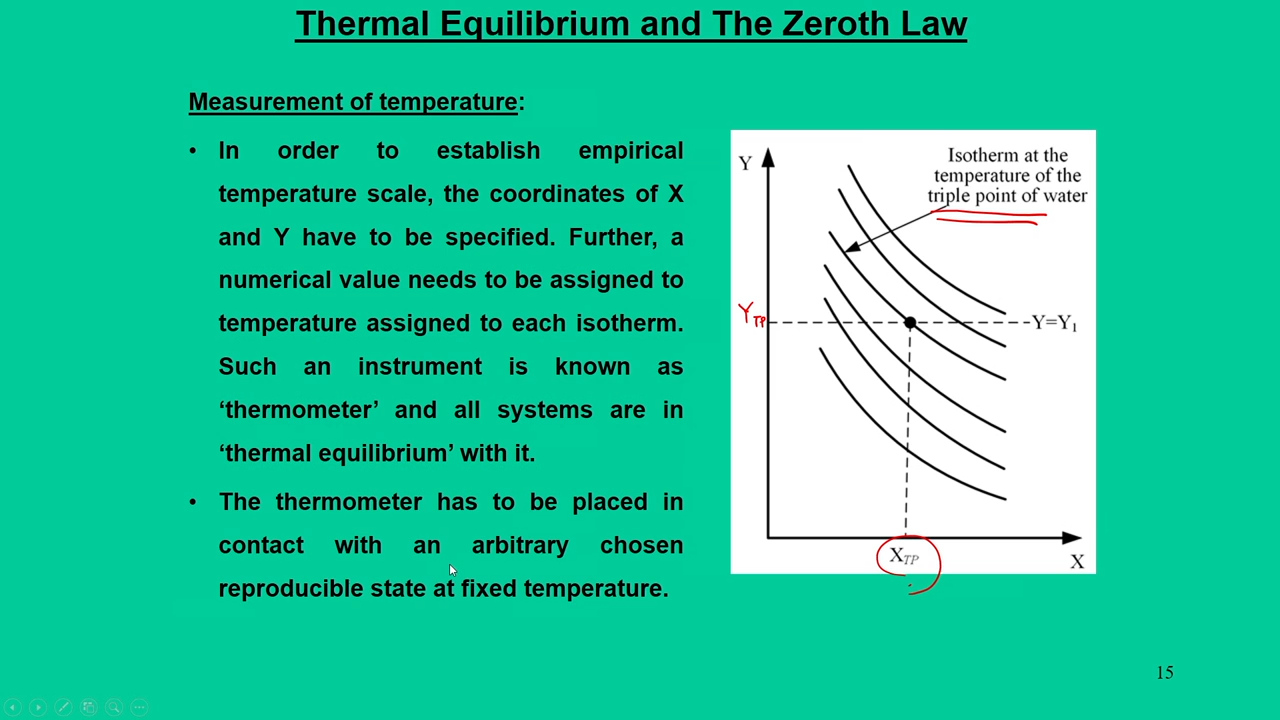 Thermal Equilibrium and The Zeroth Law
Measurement of temperature:
• In order to establish empirical
temperature scale, the coordinates of X
and Y have to be specified. Further, a
numerical value needs to be assigned to
temperature assigned to each isotherm.
Such an instrument is known as
‘thermometer’ and all systems are in
‘thermal equilibrium’ with it.
• The thermometer has to be placed in
contact with an arbitrary chosen
reproducible state at fixed temperature.
Y
Isotherm at the
temperature of the
triple point of water
YTP
Y=Y1
XTP
X
15